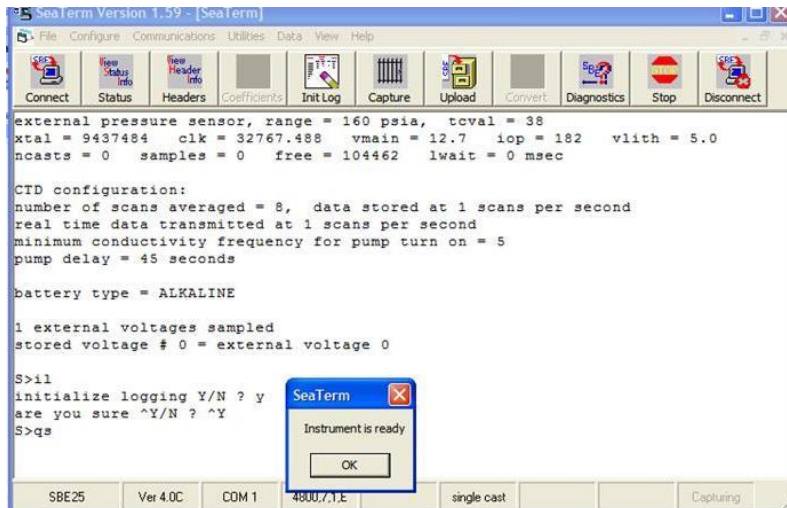 SeaTerm Version 1.59 - [SeaTerm]
File Configure Communications Utilities Data View Help
Connect Status Headers Coefficients Init Log Capture Upload Convert Diagnostics Stop Disconnect
external pressure sensor, range = 160 psia, tcval = 38
xtal = 9437484 clk = 32767.488 vmain = 12.7 iop = 182 vlith = 5.0
ncasts = 0 samples = 0 free = 104462 lwait = 0 msec
CTD configuration:
number of scans averaged = 8, data stored at 1 scans per second
real time data transmitted at 1 scans per second
minimum conductivity frequency for pump turn on = 5
pump delay = 45 seconds
battery type = ALKALINE
1 external voltages sampled
stored voltage # 0 = external voltage 0
S>il
initialize logging Y/N ? y
are you sure ^Y/N ? ^Y
S>qs
SeaTerm
Instrument is ready
OK
SBE25 Ver 4.0C COM 1 4800,7,1,E single cast Capturing